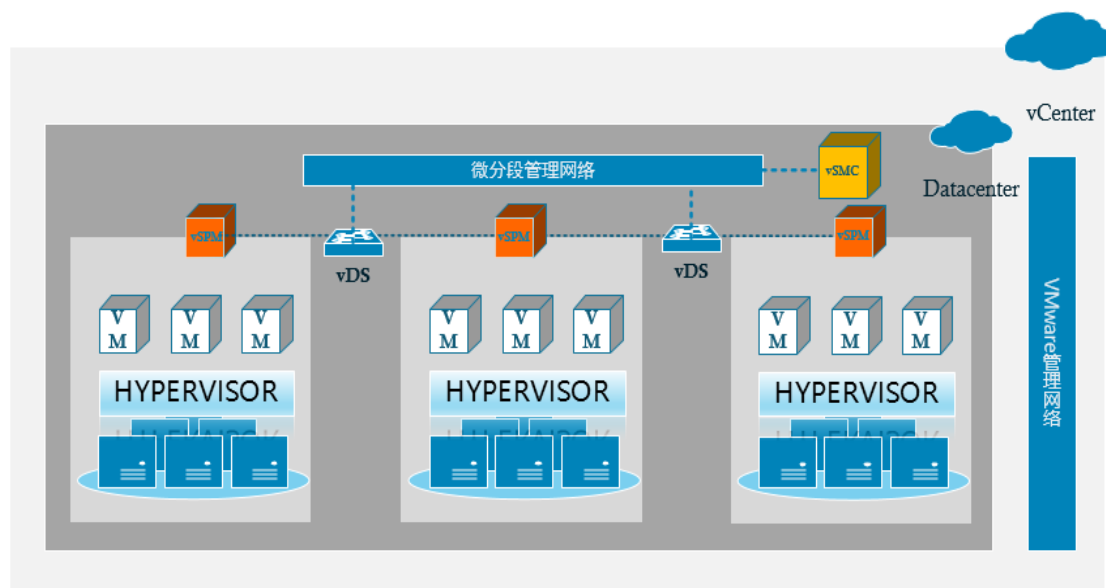 vCenter
微分段管理网络
vSMC
Datacenter
vSPM
vSPM
vSPM
vDS
vDS
V
M
V
M
V
M
V
M
V
M
V
M
V
M
V
M
V
M
HYPERVISOR
HYPERVISOR
HYPERVISOR
VMware管理网络